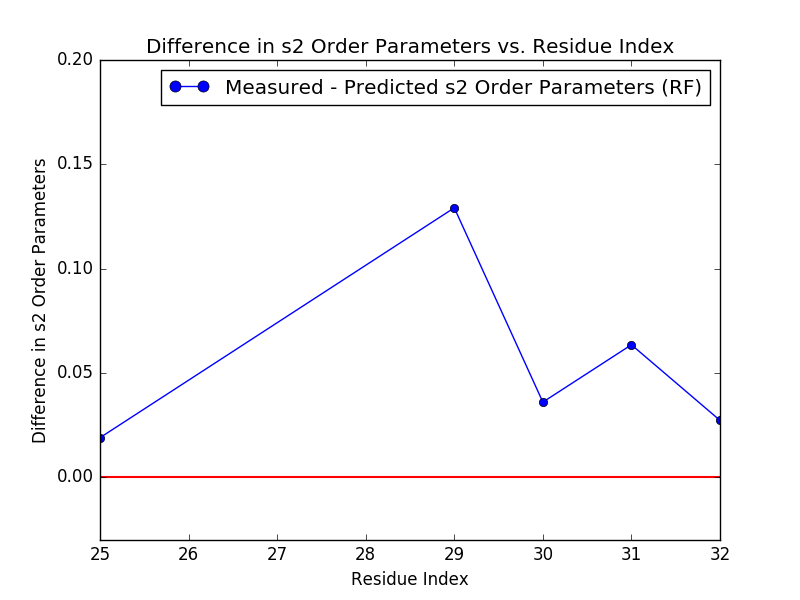 Difference in s2 Order Parameters vs. Residue Index
Measured - Predicted s2 Order Parameters (RF)
Difference in s2 Order Parameters
0.20
0.15
0.10
0.05
0.00
25 26 27 28 29 30 31 32
Residue Index